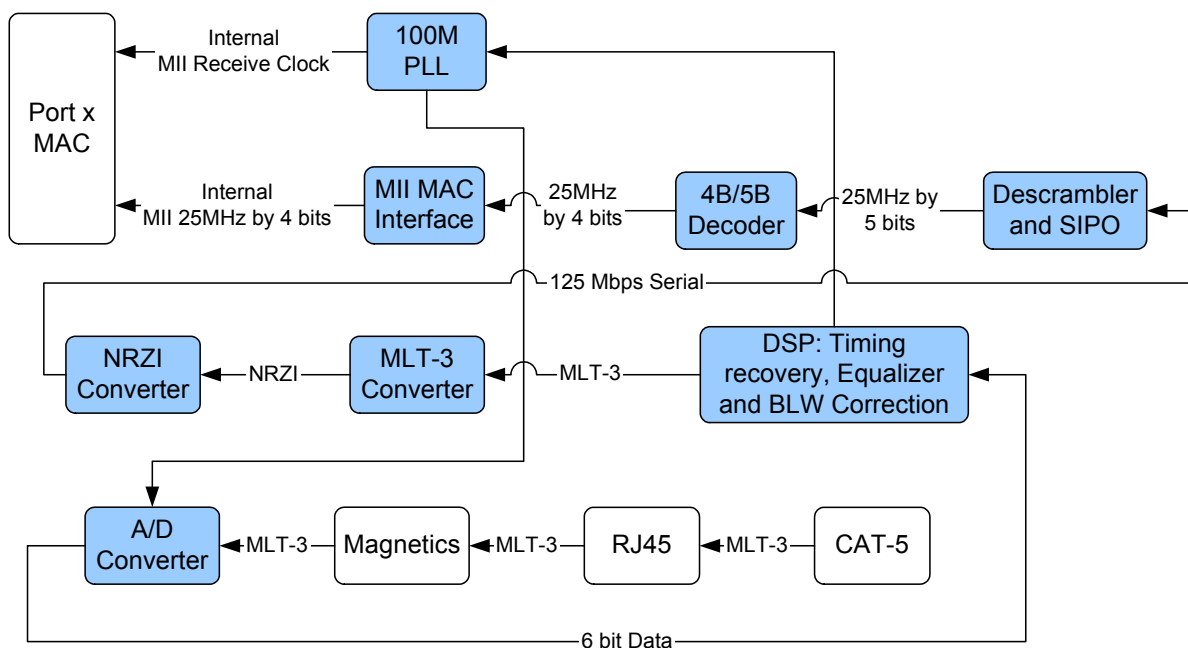 Port x
MAC
Internal
MII Receive Clock
100M
PLL
Internal
MII 25MHz by 4 bits
MII MAC
Interface
25MHz
by 4 bits
4B/5B
Decoder
25MHz by
5 bits
Descrambler
and SIPO
125 Mbps Serial
NRZI
Converter
NRZI
MLT-3
Converter
MLT-3
DSP: Timing
recovery, Equalizer
and BLW Correction
A/D
Converter
MLT-3
Magnetics
MLT-3
RJ45
MLT-3
CAT-5
6 bit Data